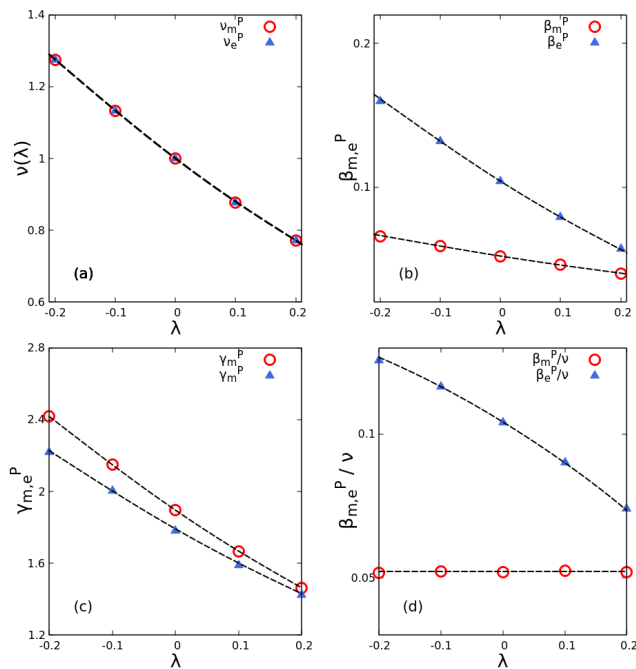 1.4
1.2
1
0.8
0.6
-0.2
-0.1
0
0.1
0.2
ν(λ)
λ
ν_m^P
ν_e^P
(a)
0.2
0.1
-0.2
-0.1
0
0.1
0.2
β_{m,e}^P
λ
β_m^P
β_e^P
(b)
2.8
2.4
2
1.6
1.2
-0.2
-0.1
0
0.1
0.2
γ_{m,e}^P
λ
γ_m^P
γ_m^P
(c)
0.1
0.05
-0.2
-0.1
0
0.1
0.2
β_{m,e}^P / ν
λ
β_m^P/ν
β_e^P/ν
(d)